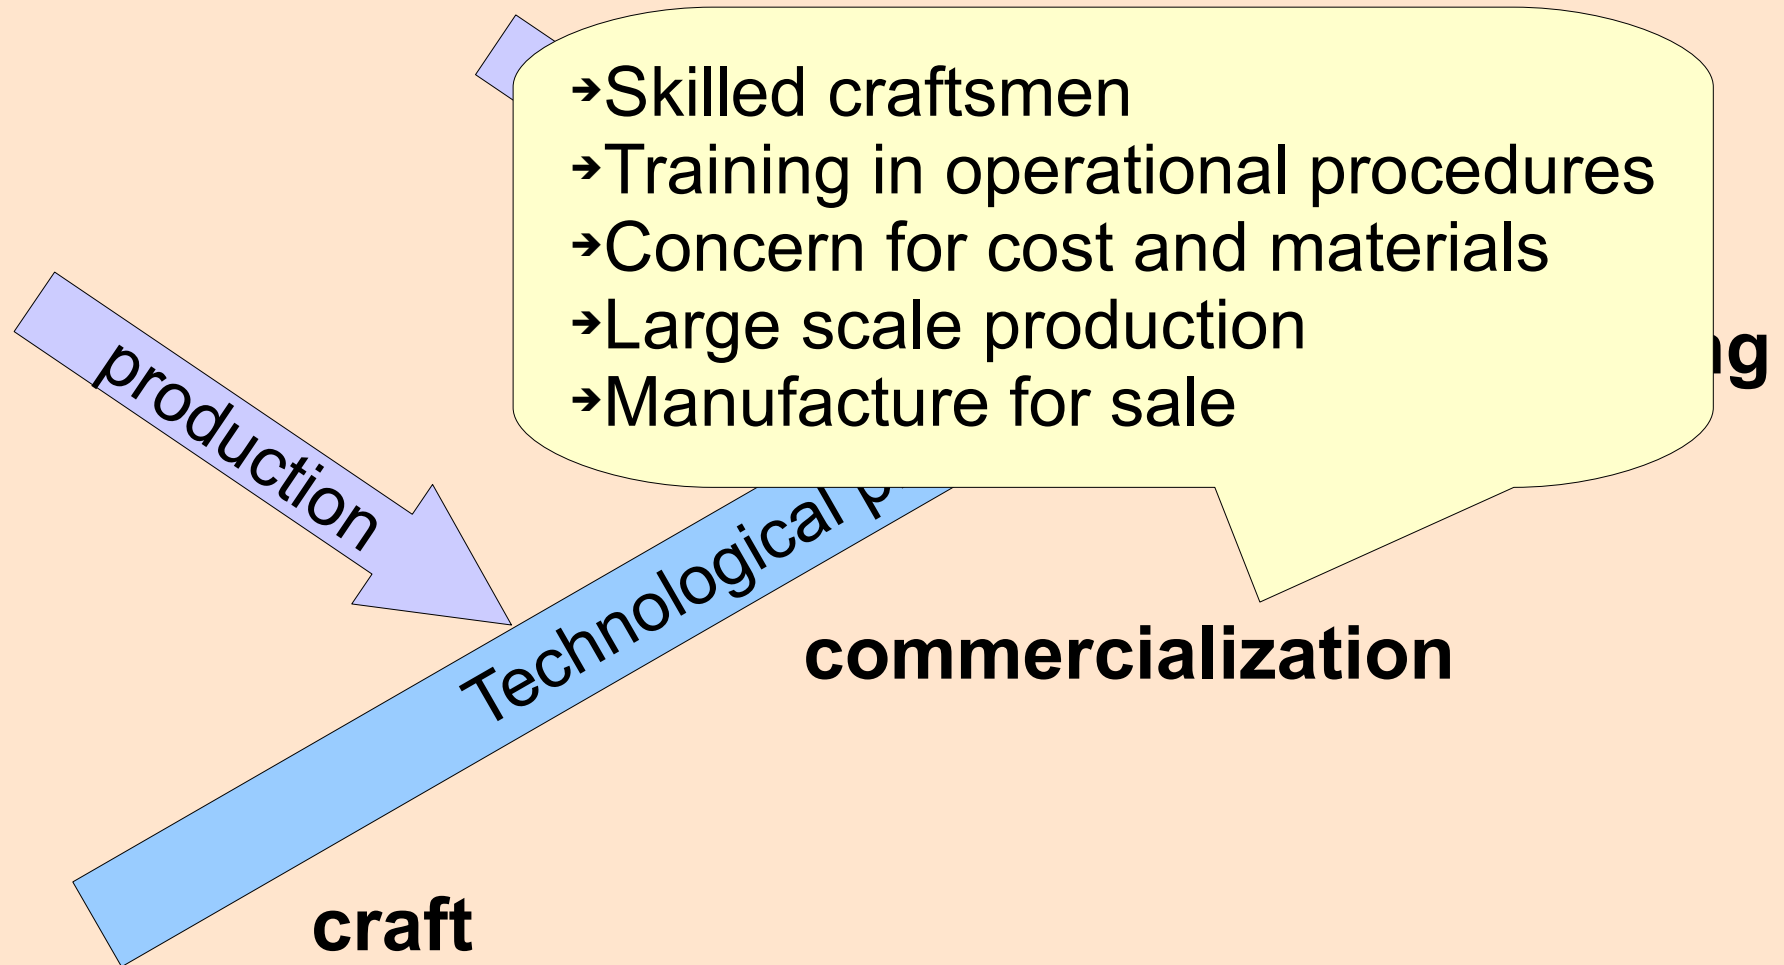 ➔Skilled craftsmen
➔Training in operational procedures
➔Concern for cost and materials
➔Large scale production
➔Manufacture for sale
production
Technological
commercialization
craft